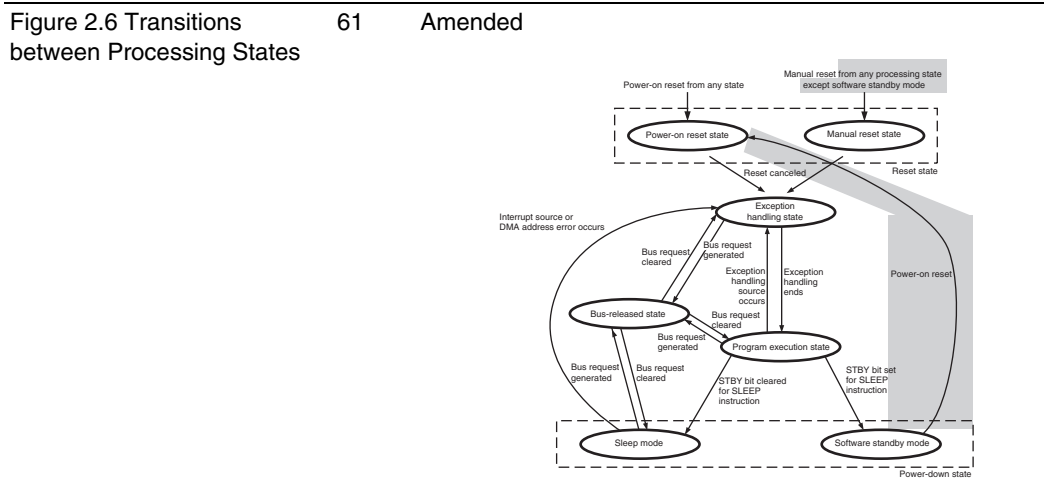 Figure 2.6 Transitions between Processing States
61
Amended
Power-on reset from any state
Manual reset from any processing state
except software standby mode
Power-on reset state
Manual reset state
Reset canceled
Reset state
Exception
handling state
Interrupt source or
DMA address error occurs
Bus request
cleared
Bus request
generated
Exception
handling
source
occurs
Exception
handling
ends
Power-on reset
Bus-released state
Bus request
cleared
Bus request
generated
Program execution state
Bus request
generated
Bus request
cleared
STBY bit cleared
for SLEEP
instruction
STBY bit set
for SLEEP
instruction
Sleep mode
Software standby mode
Power-down state